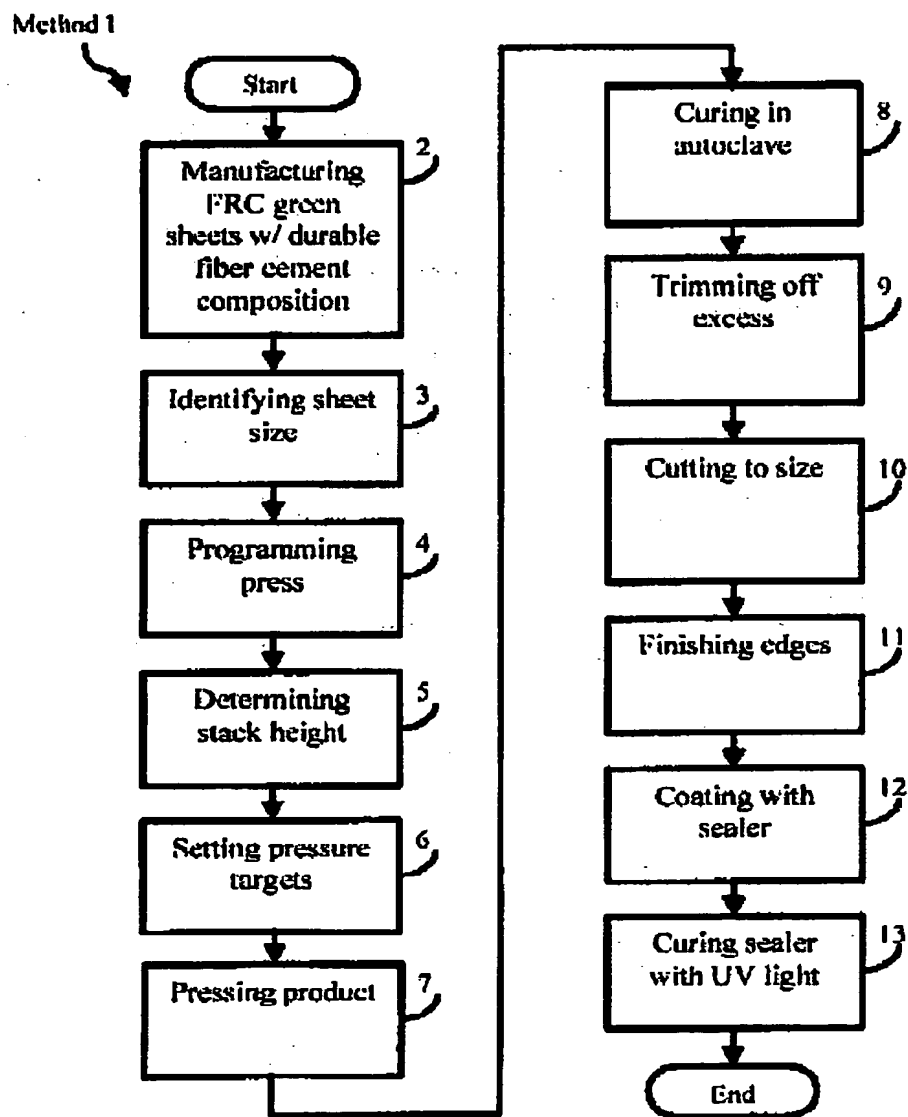 Method 1
Start
2
Manufacturing
FRC green
sheets w/ durable
fiber cement
composition
3
Identifying sheet
size
4
Programming
press
5
Determining
stack height
6
Setting pressure
targets
7
Pressing product
8
Curing in
autoclave
9
Trimming off
excess
10
Cutting to size
11
Finishing edges
12
Coating with
sealer
13
Curing sealer
with UV light
End